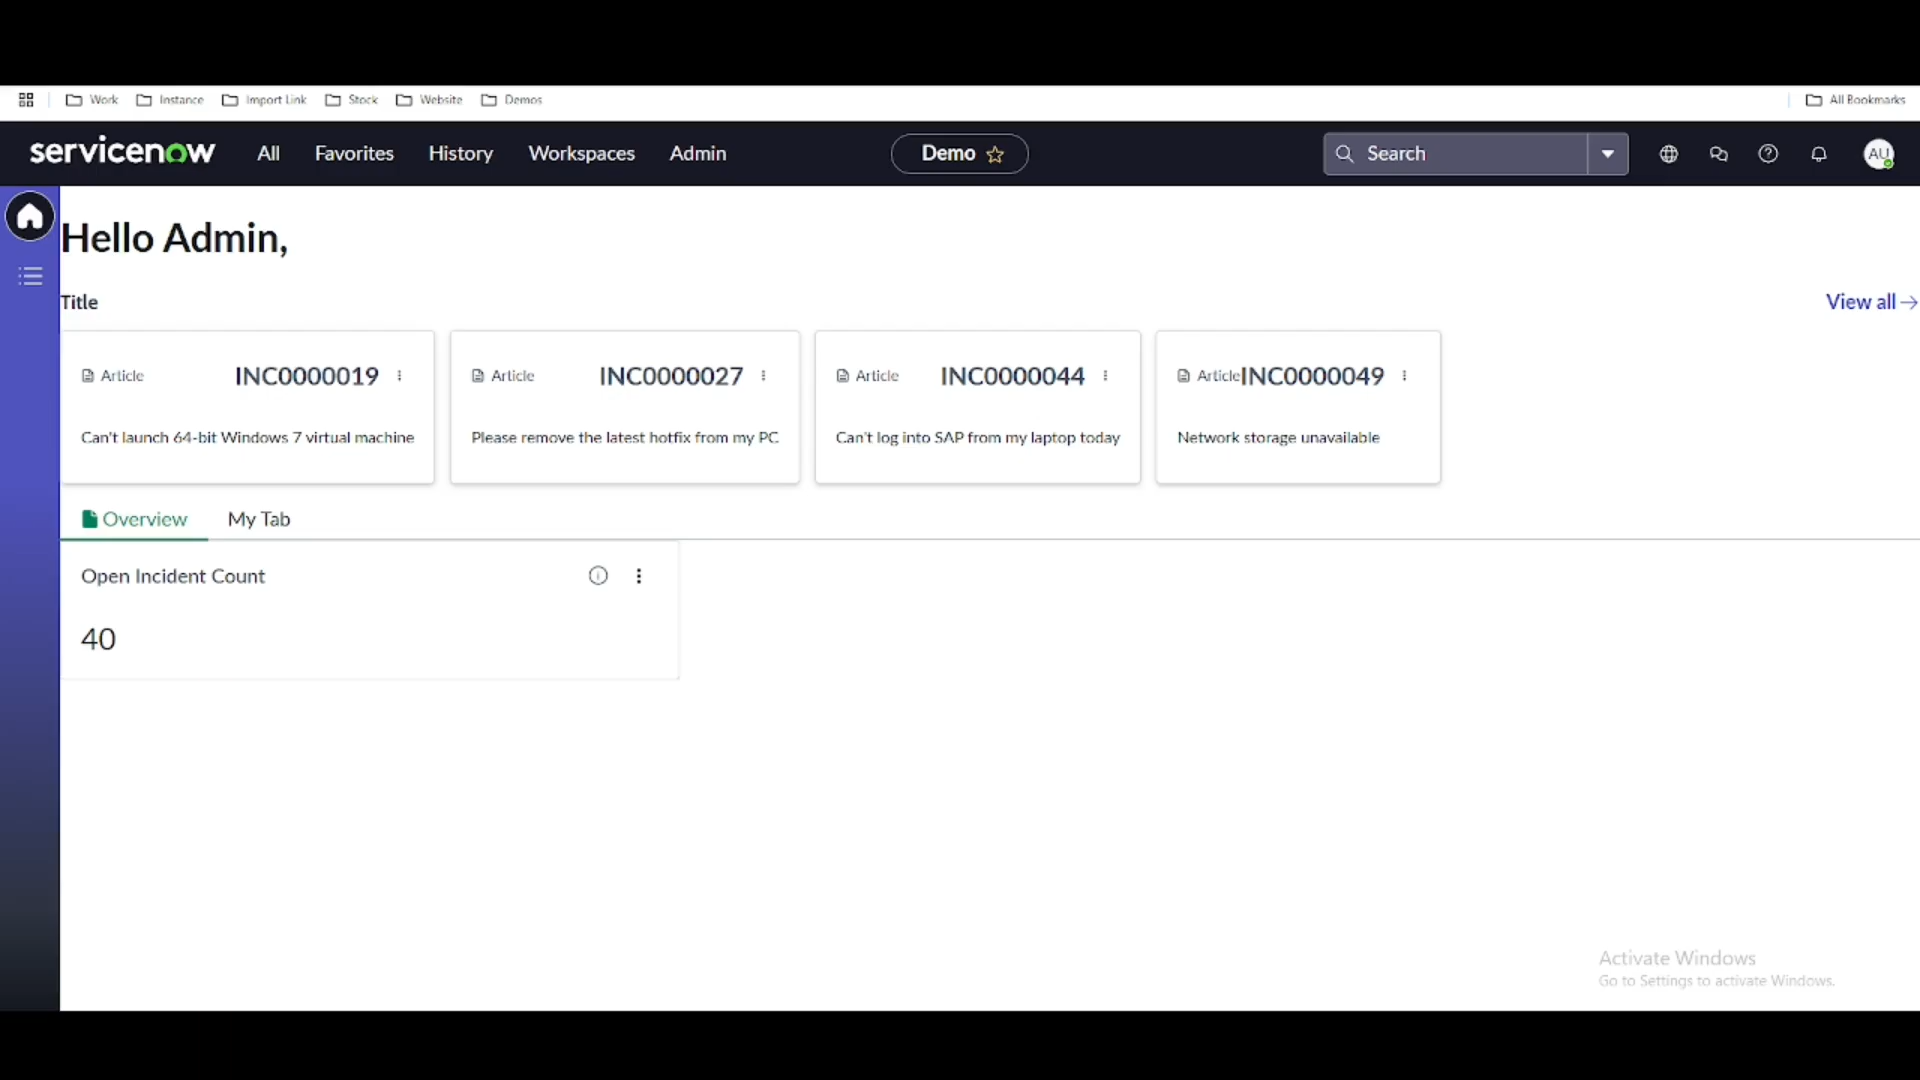 Work Instance Import Link Stock Website Demos All Bookmarks
servicenow All Favorites History Workspaces Admin Demo Search AU
Hello Admin,
Title View all
Article INC0000019 Article INC0000027 Article INC0000044 Article INC0000049
Can't launch 64-bit Windows 7 virtual machine Please remove the latest hotfix from my PC Can't log into SAP from my laptop today Network storage unavailable
Overview My Tab
Open Incident Count
40
Activate Windows
Go to Settings to activate Windows.